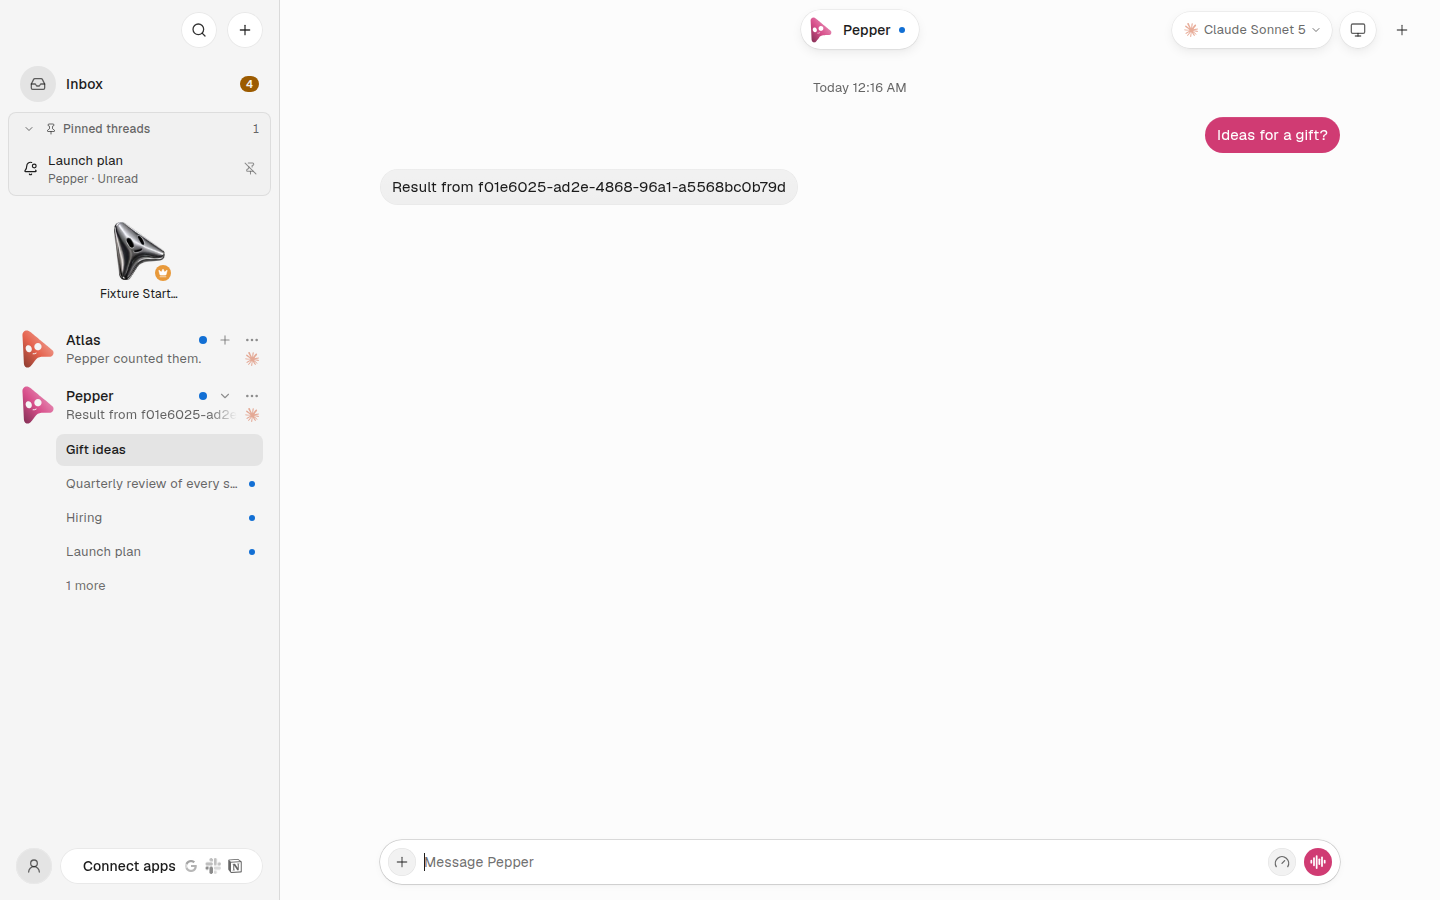 Inbox
4
Pinned threads
1
Launch plan
Pepper · Unread
Fixture Start...
Atlas
Pepper counted them.
Pepper
Result from f01e6025-ad2e
Gift ideas
Quarterly review of every s...
Hiring
Launch plan
1 more
Connect apps
Pepper
Claude Sonnet 5
Today 12:16 AM
Ideas for a gift?
Result from f01e6025-ad2e-4868-96a1-a5568bc0b79d
Message Pepper